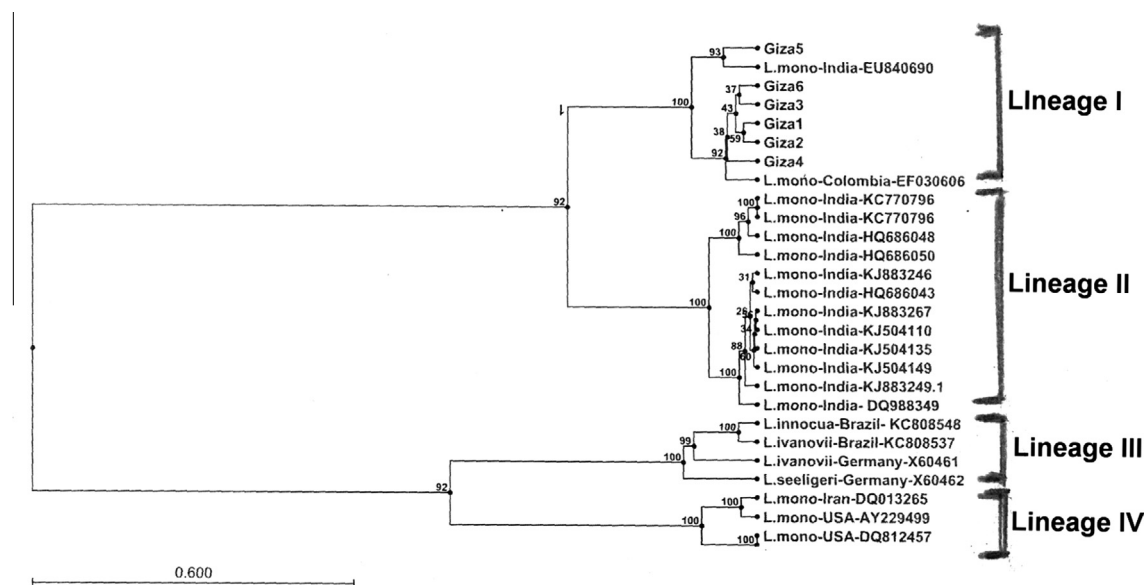 Giza5
93
L.mono-India-EU840690
Giza6
37
Giza3
LIneage I
100
43
Giza1
38
59
Giza2
92
Giza4
L.mono-Colombia-EF030606
1
92
100
L.mono-India-KC770796
96
L.mono-India-KC770796
100
L.mono-India-HQ686048
L.mono-India-HQ686050
31
L.mono-India-KJ883246
Lineage II
L.mono-India-HQ686043
100
L.mono-India-KJ883267
34
L.mono-India-KJ504110
88
L.mono-India-KJ504135
60
L.mono-India-KJ504149
100
L.mono-India-KJ883249.1
L.mono-India- DQ988349
100
L.innocua-Brazil- KC808548
99
L.ivanovii-Brazil-KC808537
Lineage III
100
L.ivanovii-Germany-X60461
L.seeligeri-Germany-X60462
92
100
L.mono-Iran-DQ013265
100
L.mono-USA-AY229499
Lineage IV
100
L.mono-USA-DQ812457
0.600